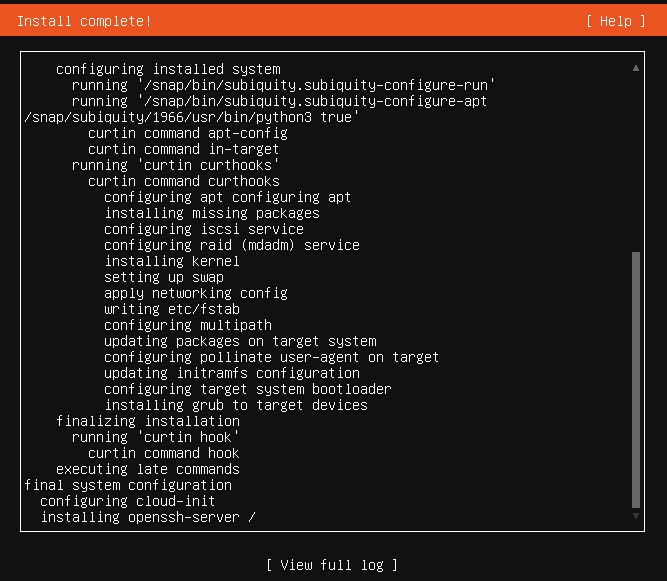 Install complete!
[ Help ]
configuring installed system
running '/snap/bin/subiquity.subiquity-configure-run'
running '/snap/bin/subiquity.subiquity-configure-apt
/snap/subiquity/1966/usr/bin/python3 true'
curtin command apt-config
curtin command in-target
running 'curtin curthooks'
curtin command curthooks
configuring apt configuring apt
installing missing packages
configuring iscsi service
configuring raid (mdadm) service
installing kernel
setting up swap
apply networking config
writing etc/fstab
configuring multipath
updating packages on target system
configuring pollinate user-agent on target
updating initramfs configuration
configuring target system bootloader
installing grub to target devices
finalizing installation
running 'curtin hook'
curtin command hook
executing late commands
final system configuration
configuring cloud-init
installing openssh-server /
[ View full log ]